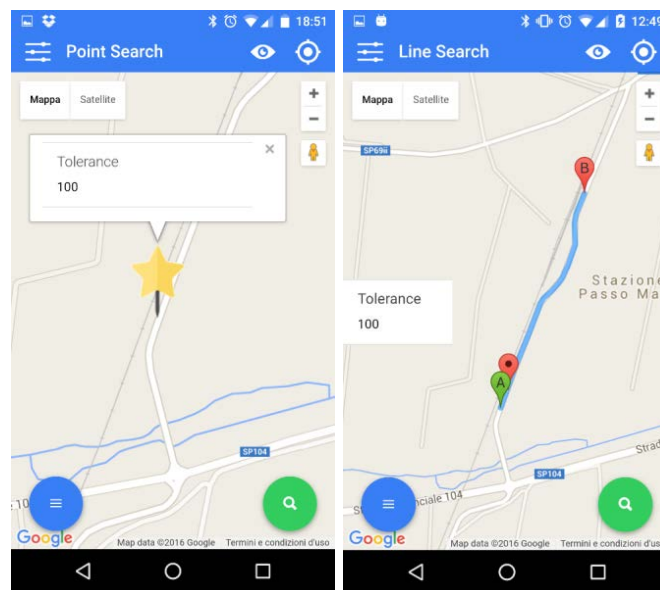 18:51
Point Search
Mappa Satellite
+
−
Tolerance ×
100
SP104
Google
Map data ©2016 Google Termini e condizioni d'uso
12:49
Line Search
Mappa Satellite
+
−
SP69ii
B
Stazione
Passo Ma
Tolerance
100
A
SP104
Strad
nciale 104
Google
Map data ©2016 Google Termini e condizioni d'uso